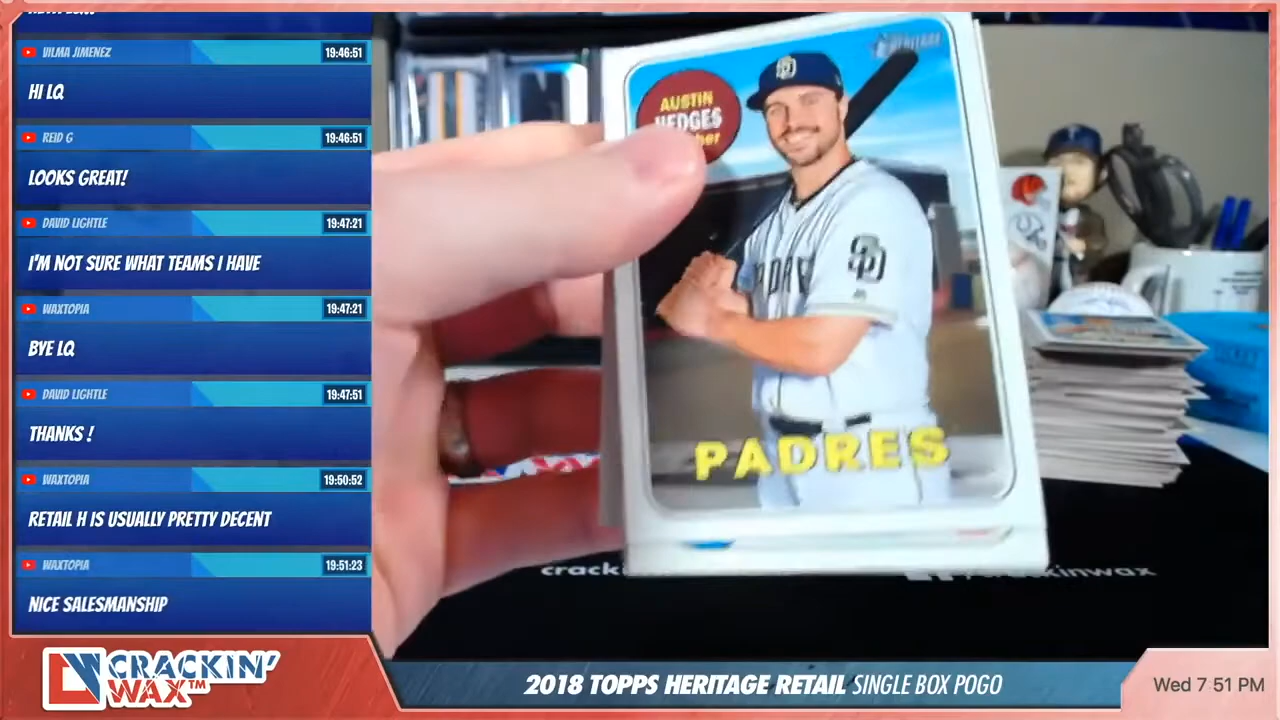 VILMA JIMENEZ 19:46:51
HI LQ
REID G 19:46:51
LOOKS GREAT!
DAVID LIGHTLE 19:47:21
I'M NOT SURE WHAT TEAMS I HAVE
WAXTOPIA 19:47:21
BYE LQ
DAVID LIGHTLE 19:47:51
THANKS !
WAXTOPIA 19:50:52
RETAIL H IS USUALLY PRETTY DECENT
WAXTOPIA 19:51:23
NICE SALESMANSHIP
HERITAGE
AUSTIN
HEDGES
SD
PADRES
CRACKIN'
WAX™
2018 TOPPS HERITAGE RETAIL SINGLE BOX POGO
Wed 7 51 PM